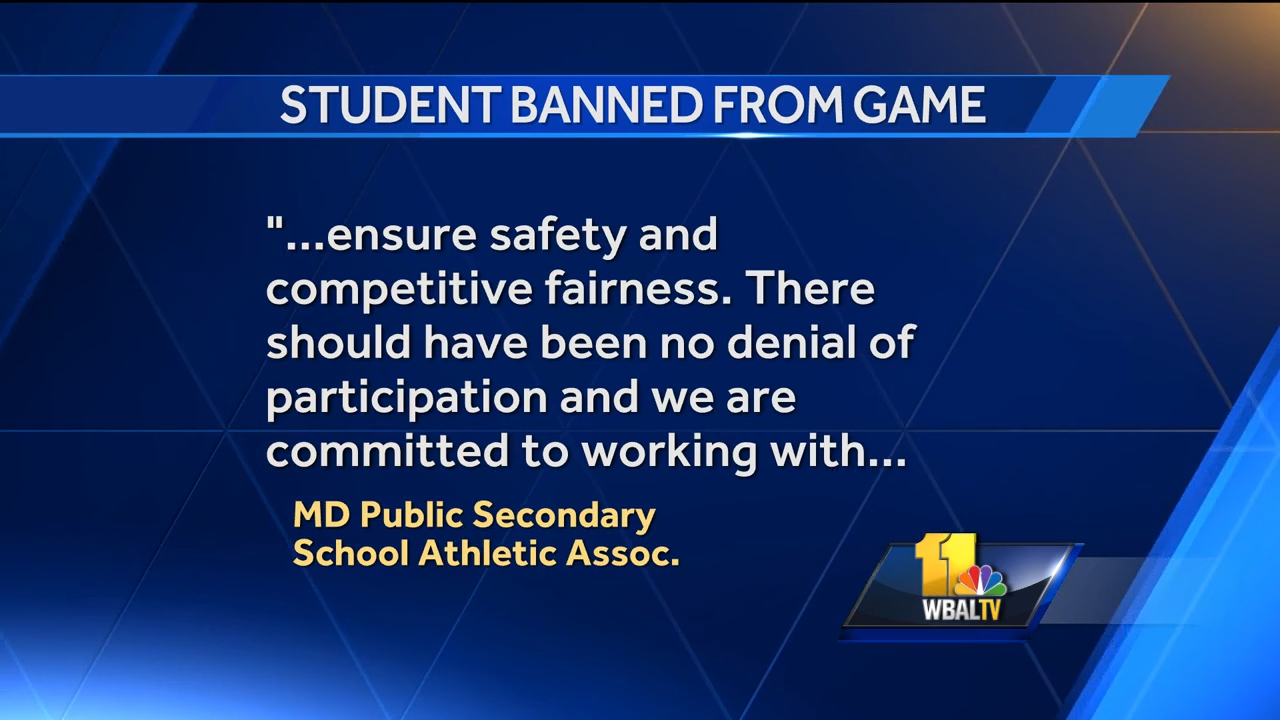 STUDENT BANNED FROM GAME
"...ensure safety and
competitive fairness. There
should have been no denial of
participation and we are
committed to working with...
MD Public Secondary
School Athletic Assoc.
11
WBALTV